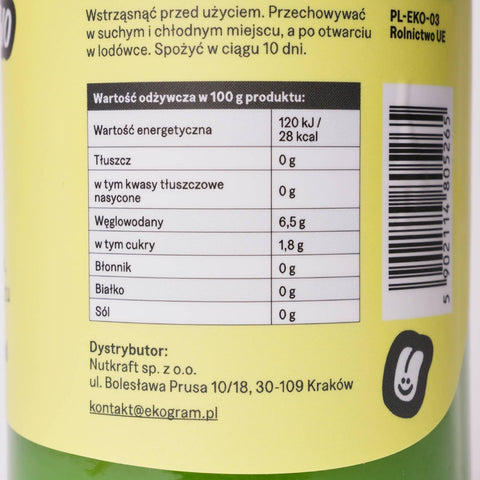 Wstrząsnąć przed użyciem. Przechowywać
w suchym i chłodnym miejscu, a po otwarciu
w lodówce. Spożyć w ciągu 10 dni.
PL-EKO-03
Rolnictwo UE
Wartość odżywcza w 100 g produktu:
Wartość energetyczna 120 kJ / 28 kcal
Tłuszcz 0 g
w tym kwasy tłuszczowe
nasycone 0 g
Węglowodany 6,5 g
w tym cukry 1,8 g
Błonnik 0 g
Białko 0 g
Sól 0 g
5 902114 805265
Dystrybutor:
Nutkraft sp. z o.o.
ul. Bolesława Prusa 10/18, 30-109 Kraków
kontakt@ekogram.pl